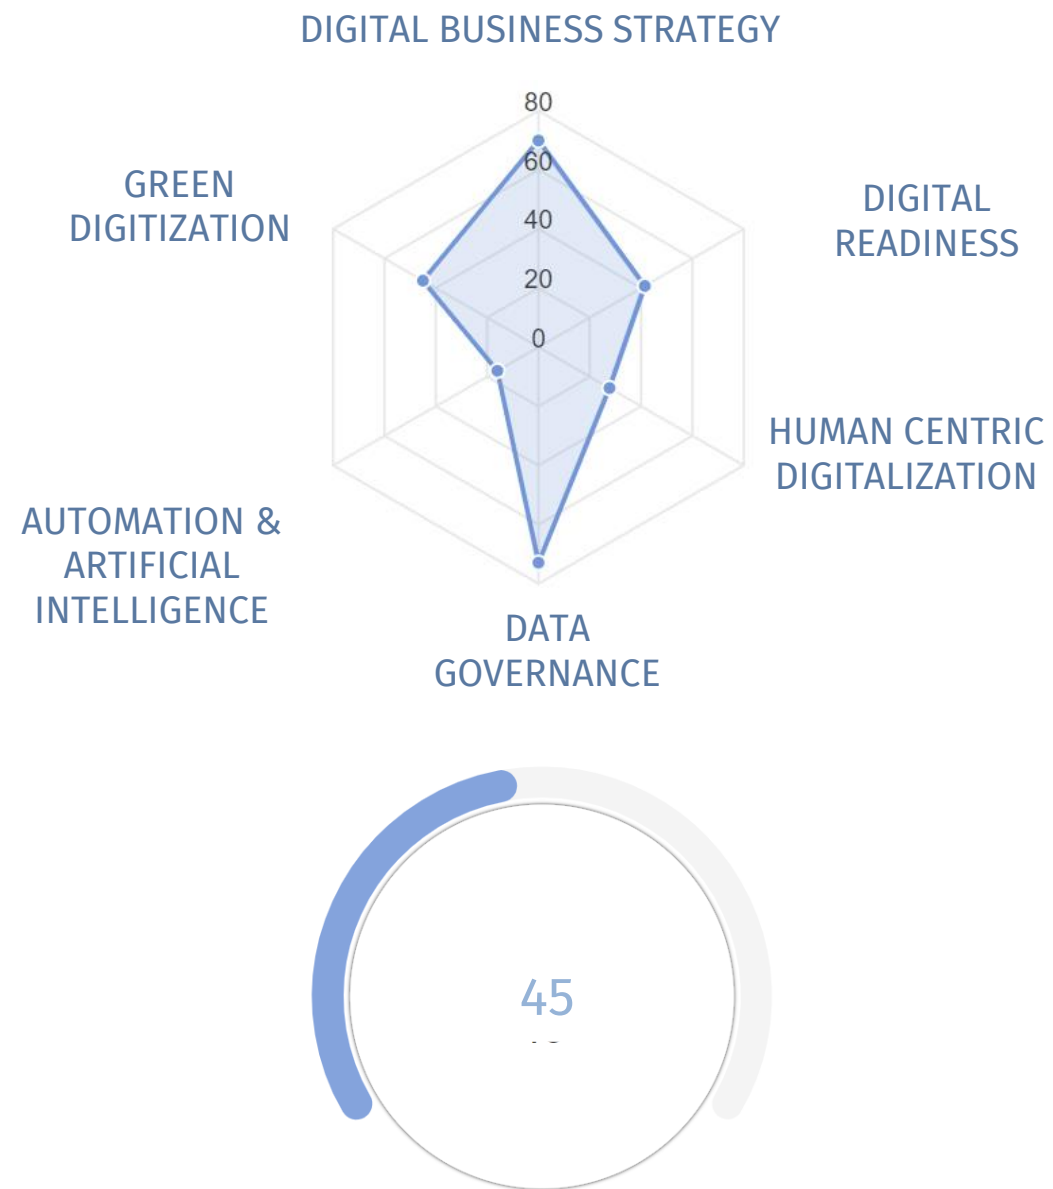 DIGITAL BUSINESS STRATEGY
80
60
40
20
0
GREEN
DIGITIZATION
DIGITAL
READINESS
HUMAN CENTRIC
DIGITALIZATION
AUTOMATION &
ARTIFICIAL
INTELLIGENCE
DATA
GOVERNANCE
45